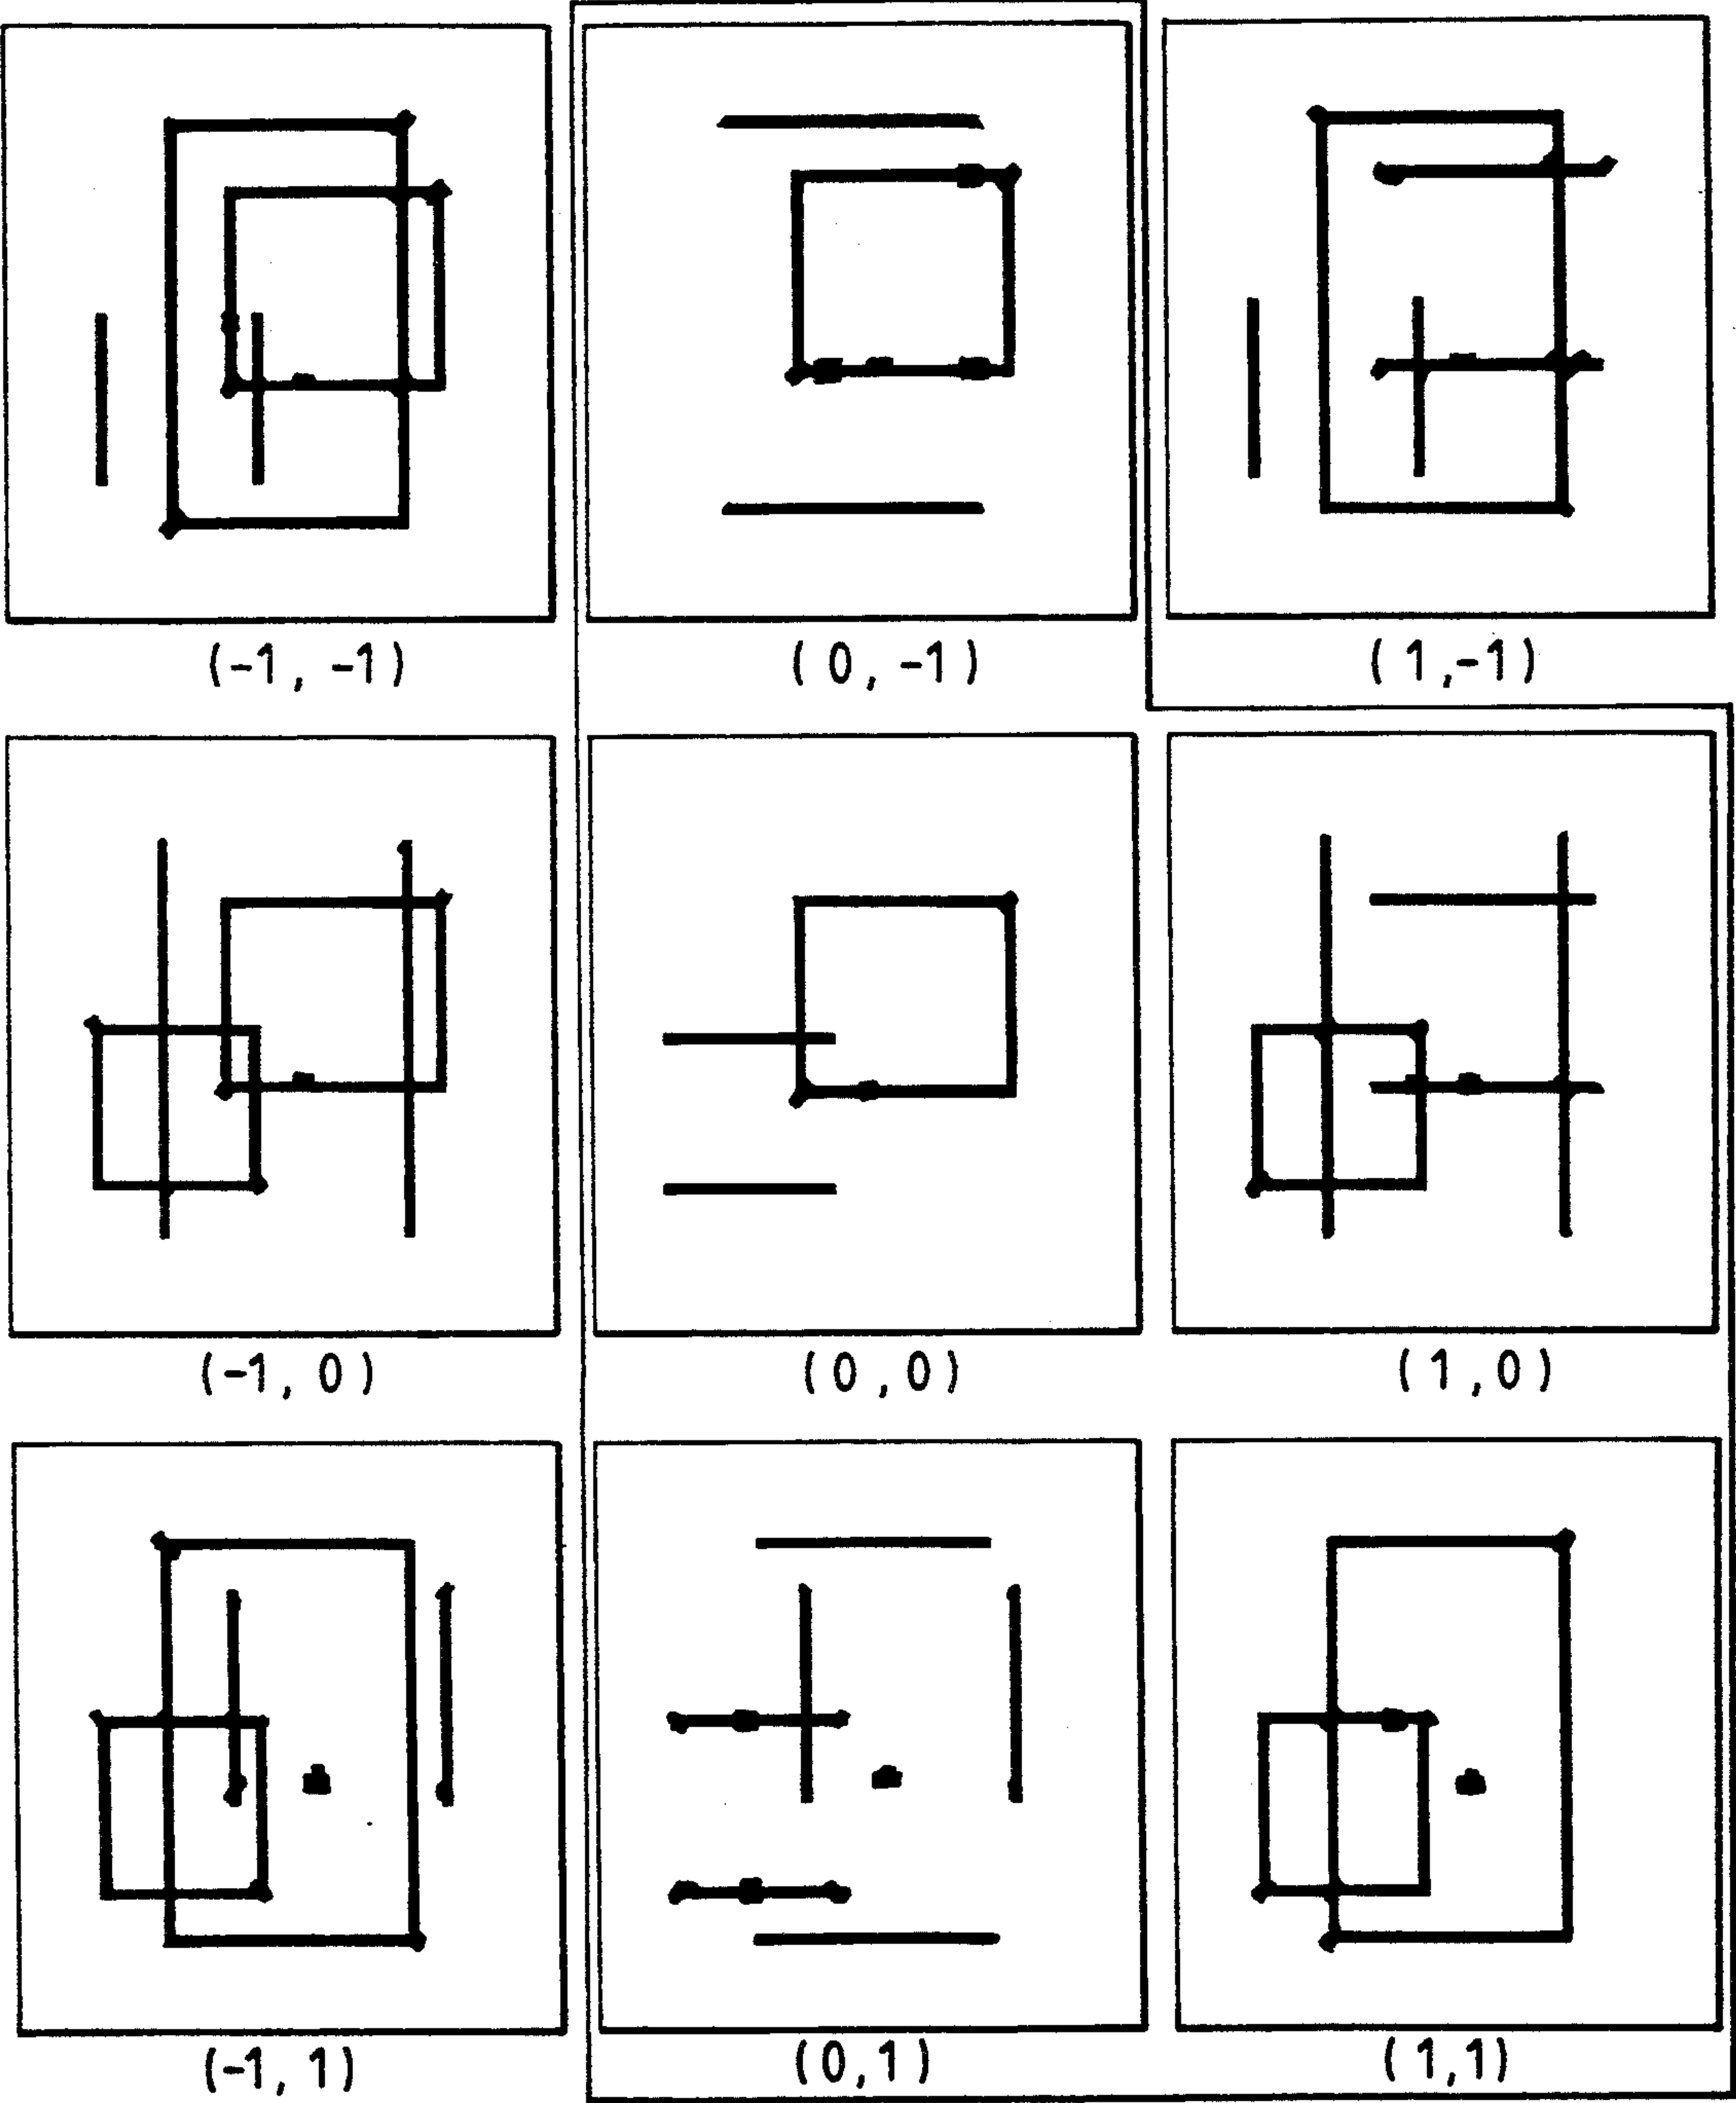 (-1, -1) (0, -1) (1,-1)
(-1, 0) (0,0) (1,0)
(-1, 1) (0,1) (1,1)